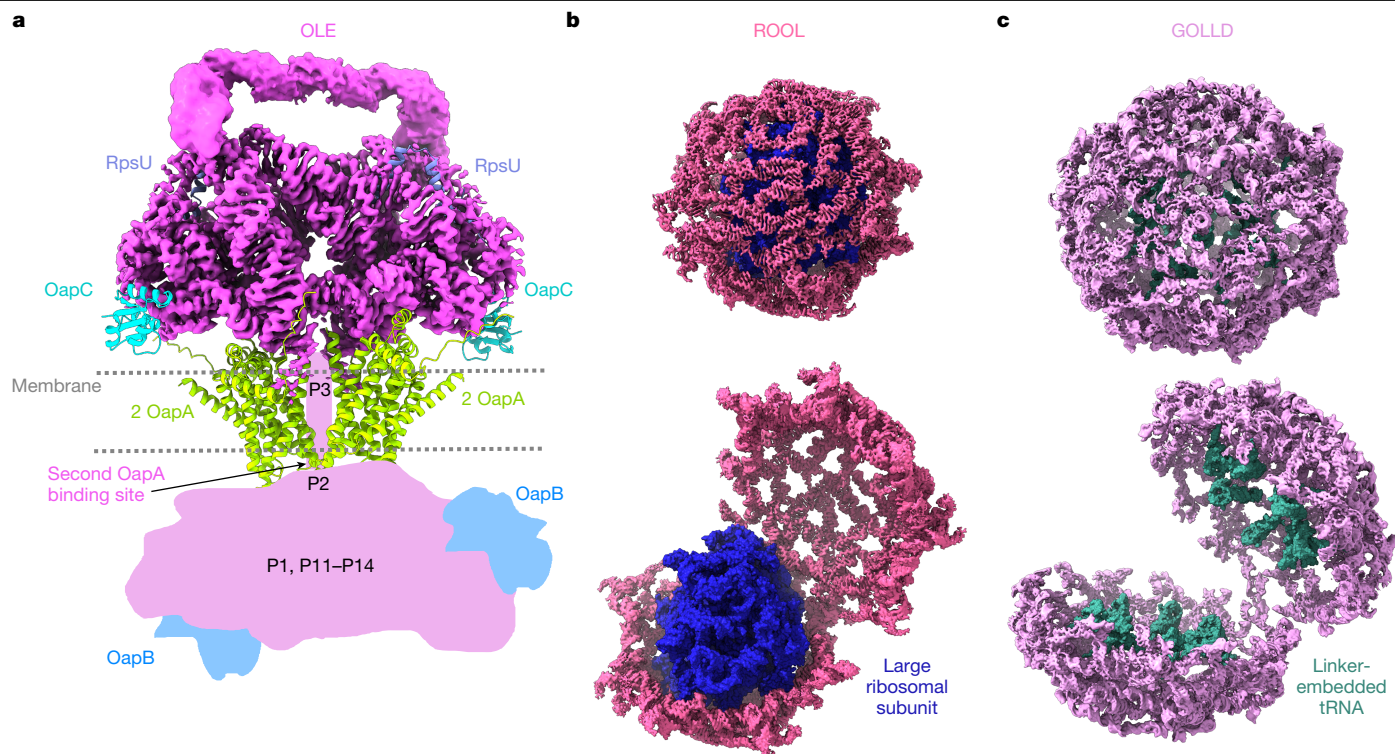 a
OLE
RpsU
RpsU
OapC
OapC
Membrane
P3
2 OapA
2 OapA
Second OapA
binding site
P2
OapB
P1, P11–P14
OapB
b
ROOL
Large
ribosomal
subunit
c
GOLLD
Linker-
embedded
tRNA